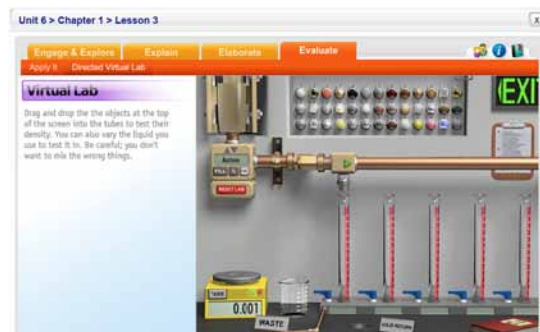 Unit 6 > Chapter 1 > Lesson 3
x
Engage & Explore Explain Elaborate Evaluate
Apply It Directed Virtual Lab
Virtual Lab
Drag and drop the the objects at the top
of the screen into the tubes to test their
density. You can also vary the liquid you
use to test it in. Be careful; you don't
want to mix the wrong things.
EXI
FILL
RESET LAB
TARE
0.001
WASTE